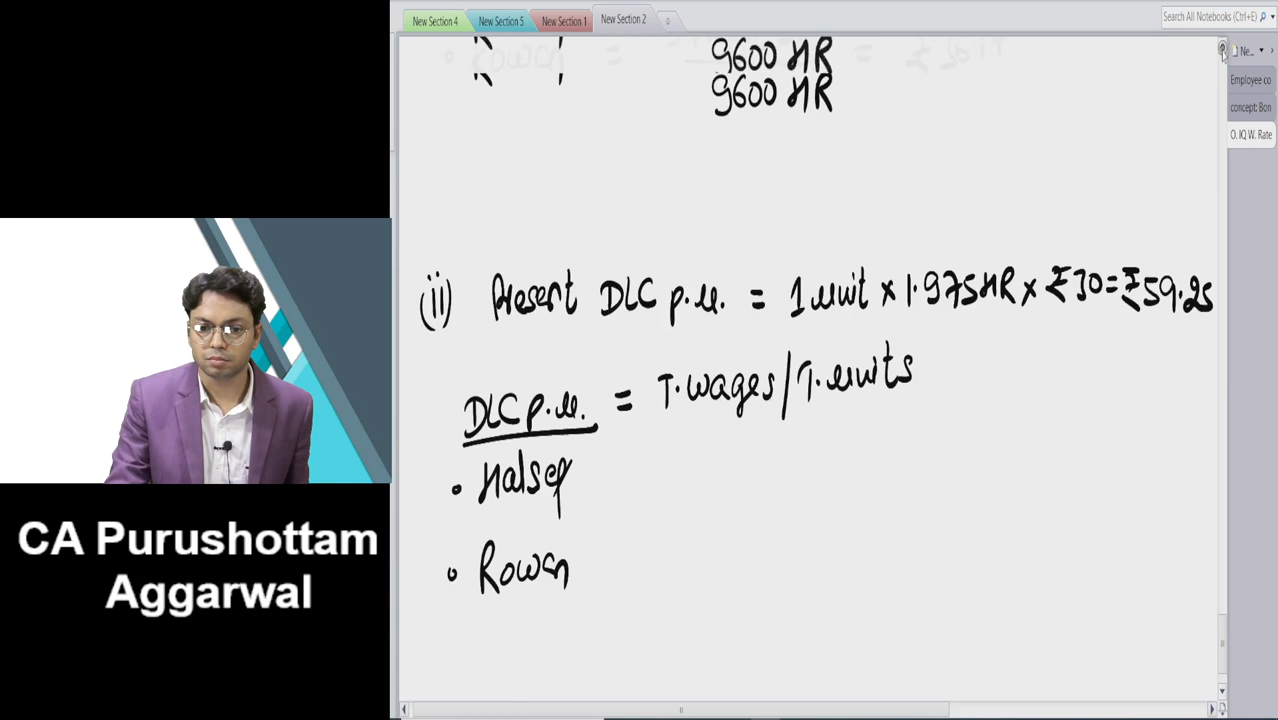 New Section 4 New Section 5 New Section 1 New Section 2
Search All Notebooks (Ctrl+E)
Ne...
Employee co
concept: Bon
O. IQ W. Rate
9600 HR
9600 HR
(ii) Present DLC p.u. = 1 unit × 1.975HR × ₹30 = ₹59.25
DLC p.u. = T.wages/T.units
• Halsey
• Rowan
CA Purushottam
Aggarwal